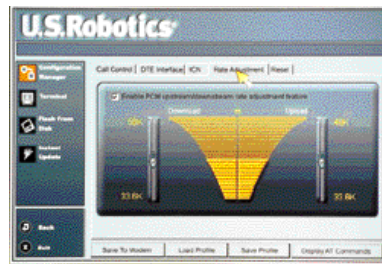 U.S.Robotics
Configuration Manager
Terminal
Flash From Disk
Instant Update
Back
Exit
Call Control | DTE Interface | ICN | Rate Adjustment | Reset |
Enable PCM upstream/downstream rate adjustment feature
Download Upload
56K 48K
33.6K 33.6K
Save To Modem Load Profile Save Profile Display AT Commands